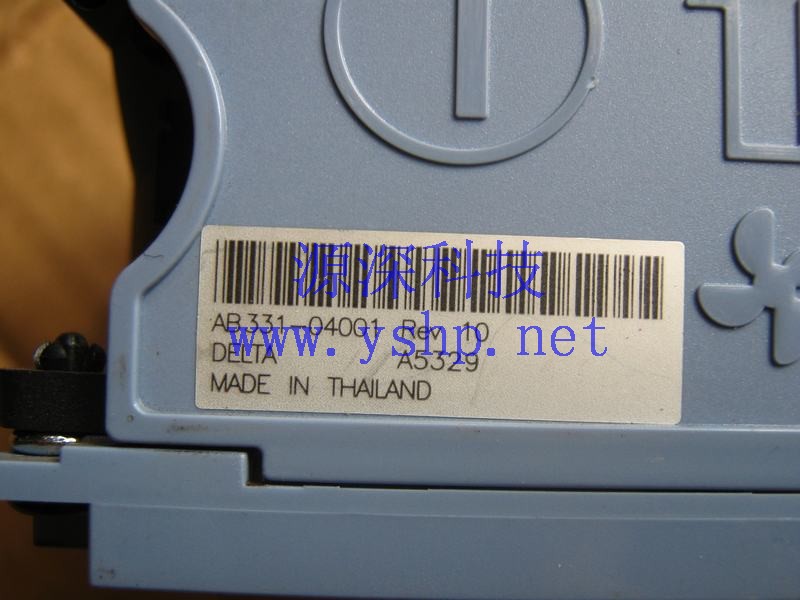 源深科技
AB331-04001 Rev 10
www.yshp.net
DELTA A5329
MADE IN THAILAND